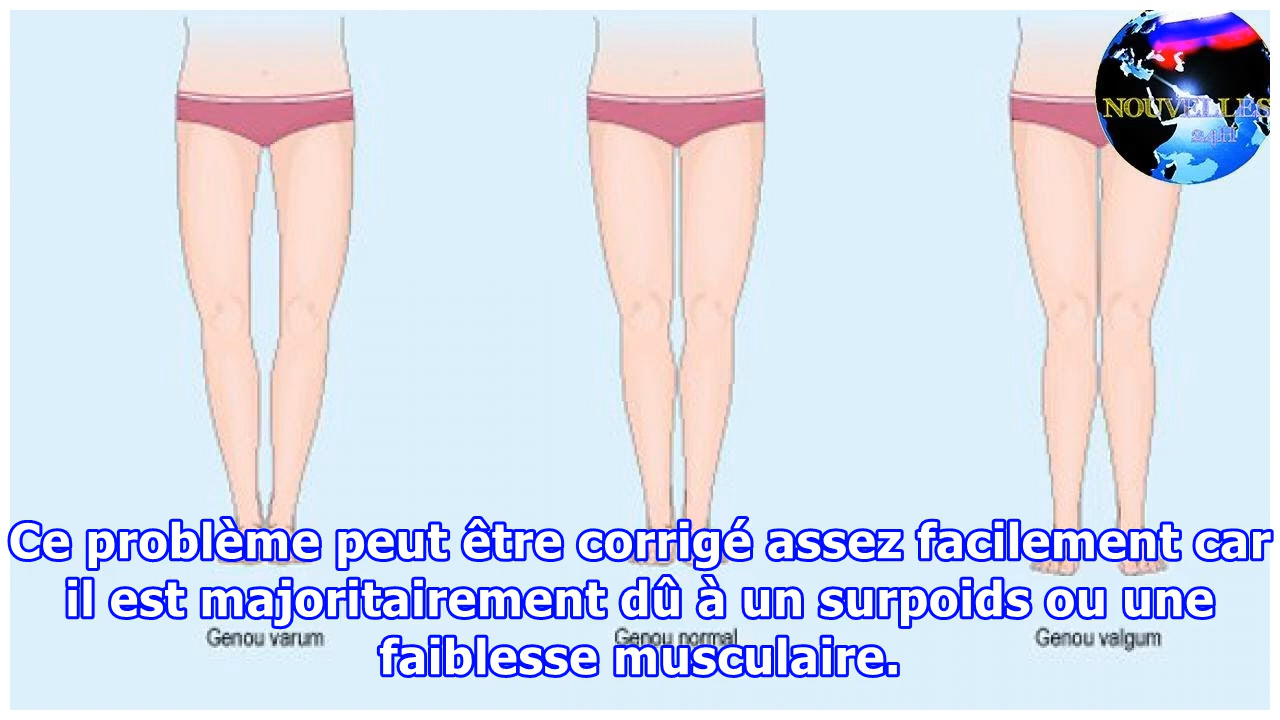 NOUVELLES
24H
Ce problème peut être corrigé assez facilement car
il est majoritairement dû à un surpoids ou une
faiblesse musculaire.
Genou varum
Genou normal
Genou valgum